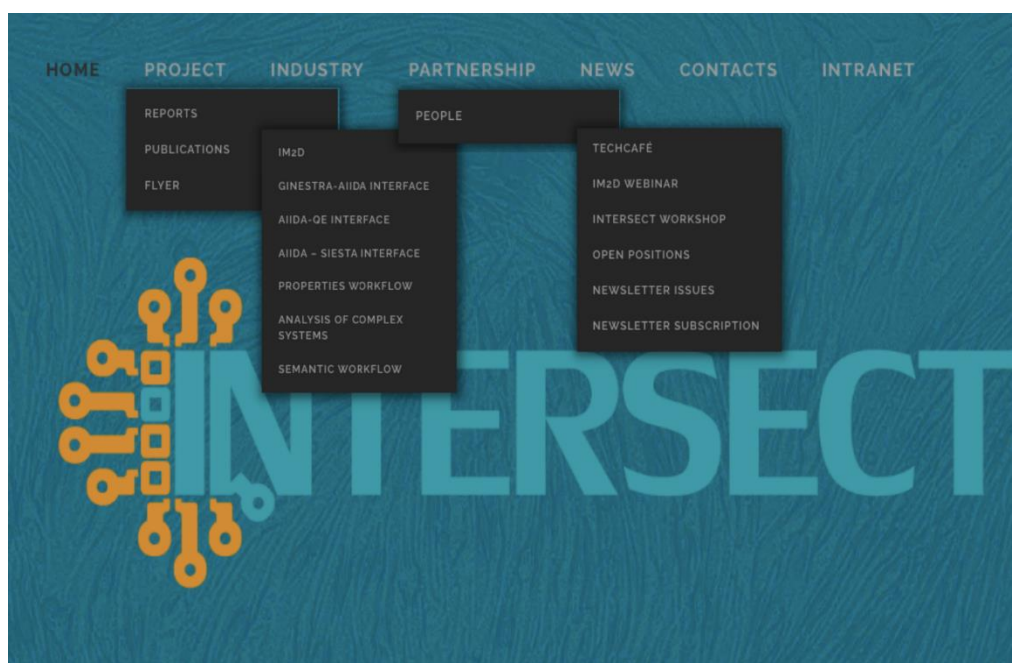 HOME PROJECT INDUSTRY PARTNERSHIP NEWS CONTACTS INTRANET
REPORTS
PUBLICATIONS
FLYER
IM2D
GINESTRA-AIIDA INTERFACE
AIIDA-QE INTERFACE
AIIDA – SIESTA INTERFACE
PROPERTIES WORKFLOW
ANALYSIS OF COMPLEX
SYSTEMS
SEMANTIC WORKFLOW
PEOPLE
TECHCAFÉ
IM2D WEBINAR
INTERSECT WORKSHOP
OPEN POSITIONS
NEWSLETTER ISSUES
NEWSLETTER SUBSCRIPTION
INTERSECT